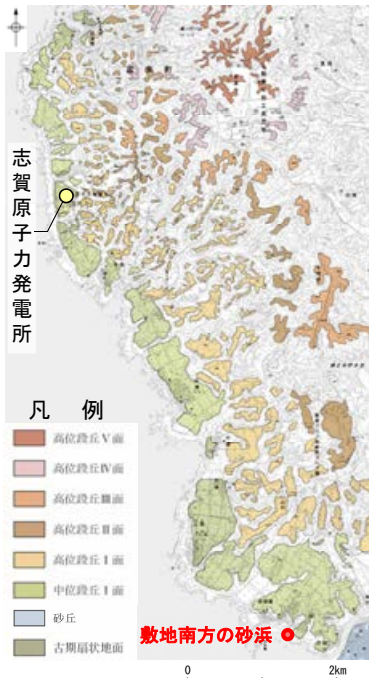 志賀原子力発電所
凡 例
高位段丘Ⅴ面
高位段丘Ⅳ面
高位段丘Ⅲ面
高位段丘Ⅱ面
高位段丘Ⅰ面
中位段丘Ⅰ面
砂丘
古期扇状地面
敷地南方の砂浜
0 2km